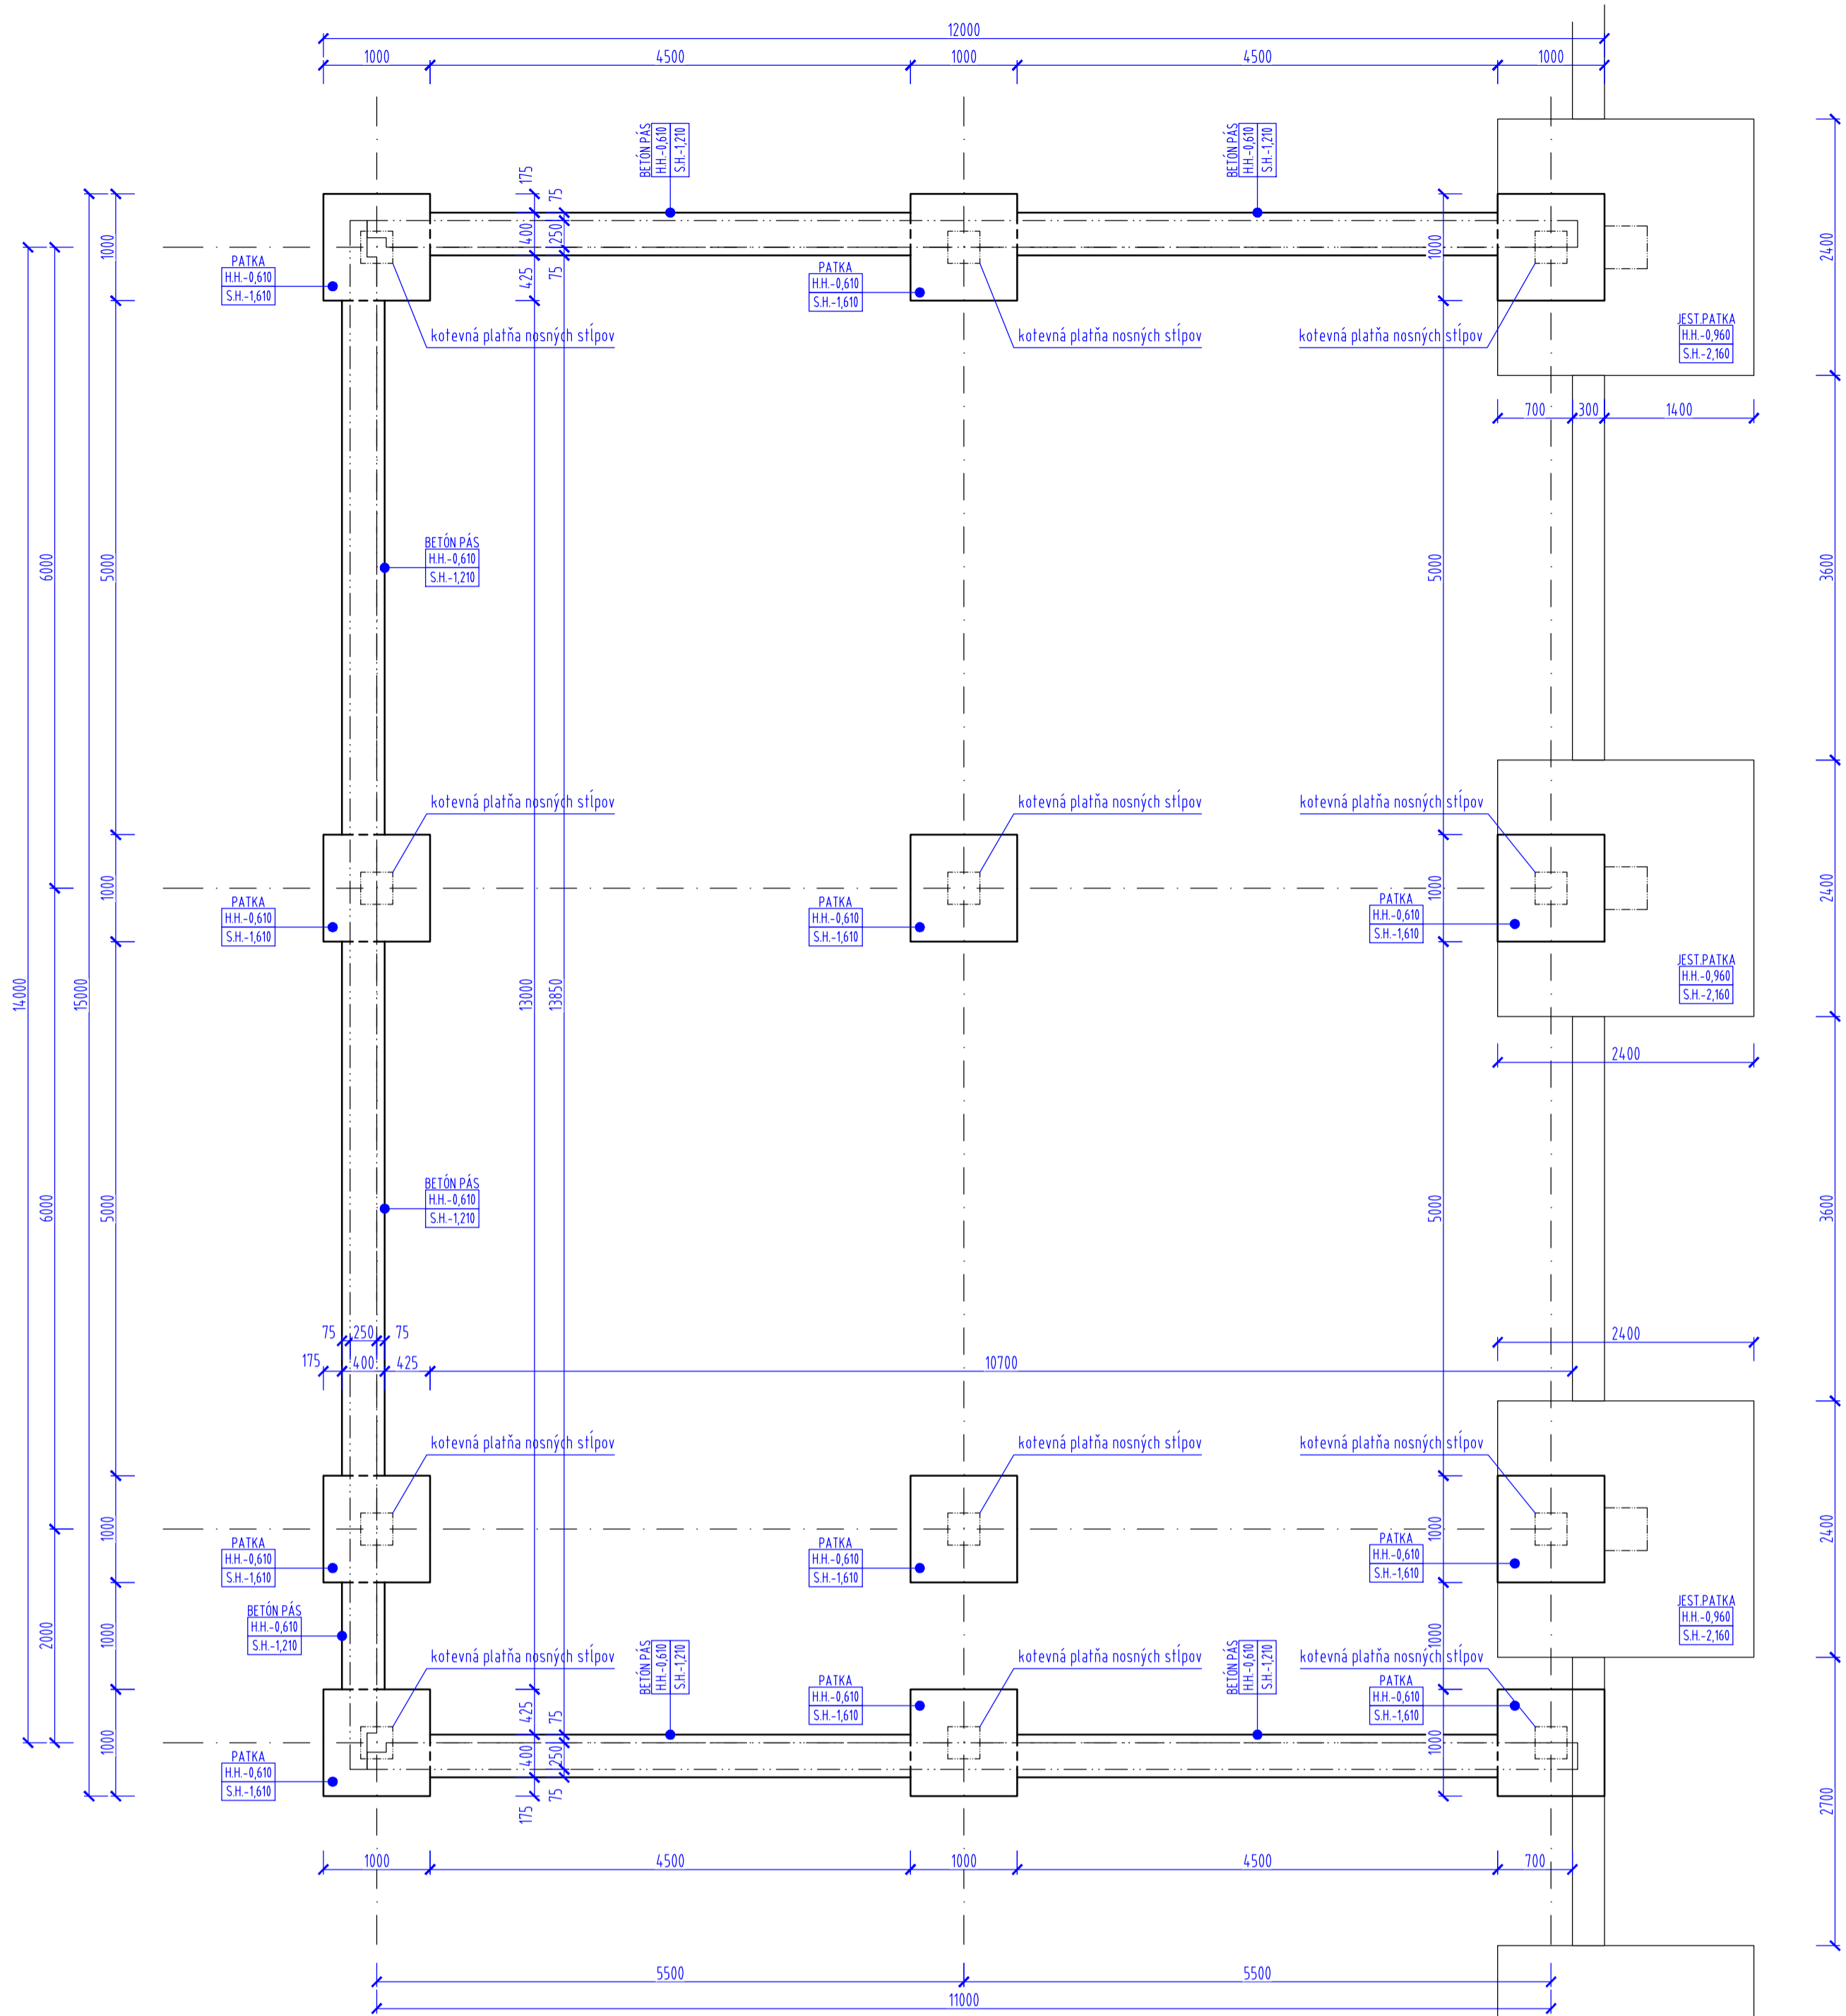 12000
1000
4500
1000
4500
1000
BETÓN PÁS
H.H.-0,610
S.H.-1,210
BETÓN PÁS
H.H.-0,610
S.H.-1,210
175
75
400
250
425
75
1000
1000
2400
PATKA
H.H.-0,610
S.H.-1,610
PATKA
H.H.-0,610
S.H.-1,610
kotevná platňa nosných stĺpov
kotevná platňa nosných stĺpov
kotevná platňa nosných stĺpov
JEST.PATKA
H.H.-0,960
S.H.-2,160
700
300
1400
BETÓN PÁS
H.H.-0,610
S.H.-1,210
6000
5000
5000
3600
kotevná platňa nosných stĺpov
kotevná platňa nosných stĺpov
kotevná platňa nosných stĺpov
1000
1000
2400
PATKA
H.H.-0,610
S.H.-1,610
PATKA
H.H.-0,610
S.H.-1,610
PATKA
H.H.-0,610
S.H.-1,610
JEST.PATKA
H.H.-0,960
S.H.-2,160
14000
15000
13000
13850
2400
BETÓN PÁS
H.H.-0,610
S.H.-1,210
6000
5000
5000
3600
75
250
75
2400
175
400
425
10700
kotevná platňa nosných stĺpov
kotevná platňa nosných stĺpov
kotevná platňa nosných stĺpov
1000
1000
2400
PATKA
H.H.-0,610
S.H.-1,610
PATKA
H.H.-0,610
S.H.-1,610
PATKA
H.H.-0,610
S.H.-1,610
JEST.PATKA
H.H.-0,960
S.H.-2,160
BETÓN PÁS
H.H.-0,610
S.H.-1,210
2000
1000
1000
kotevná platňa nosných stĺpov
kotevná platňa nosných stĺpov
kotevná platňa nosných stĺpov
BETÓN PÁS
H.H.-0,610
S.H.-1,210
BETÓN PÁS
H.H.-0,610
S.H.-1,210
PATKA
H.H.-0,610
S.H.-1,610
PATKA
H.H.-0,610
S.H.-1,610
425
75
400
250
175
75
1000
1000
2700
PATKA
H.H.-0,610
S.H.-1,610
1000
4500
1000
4500
700
5500
5500
11000